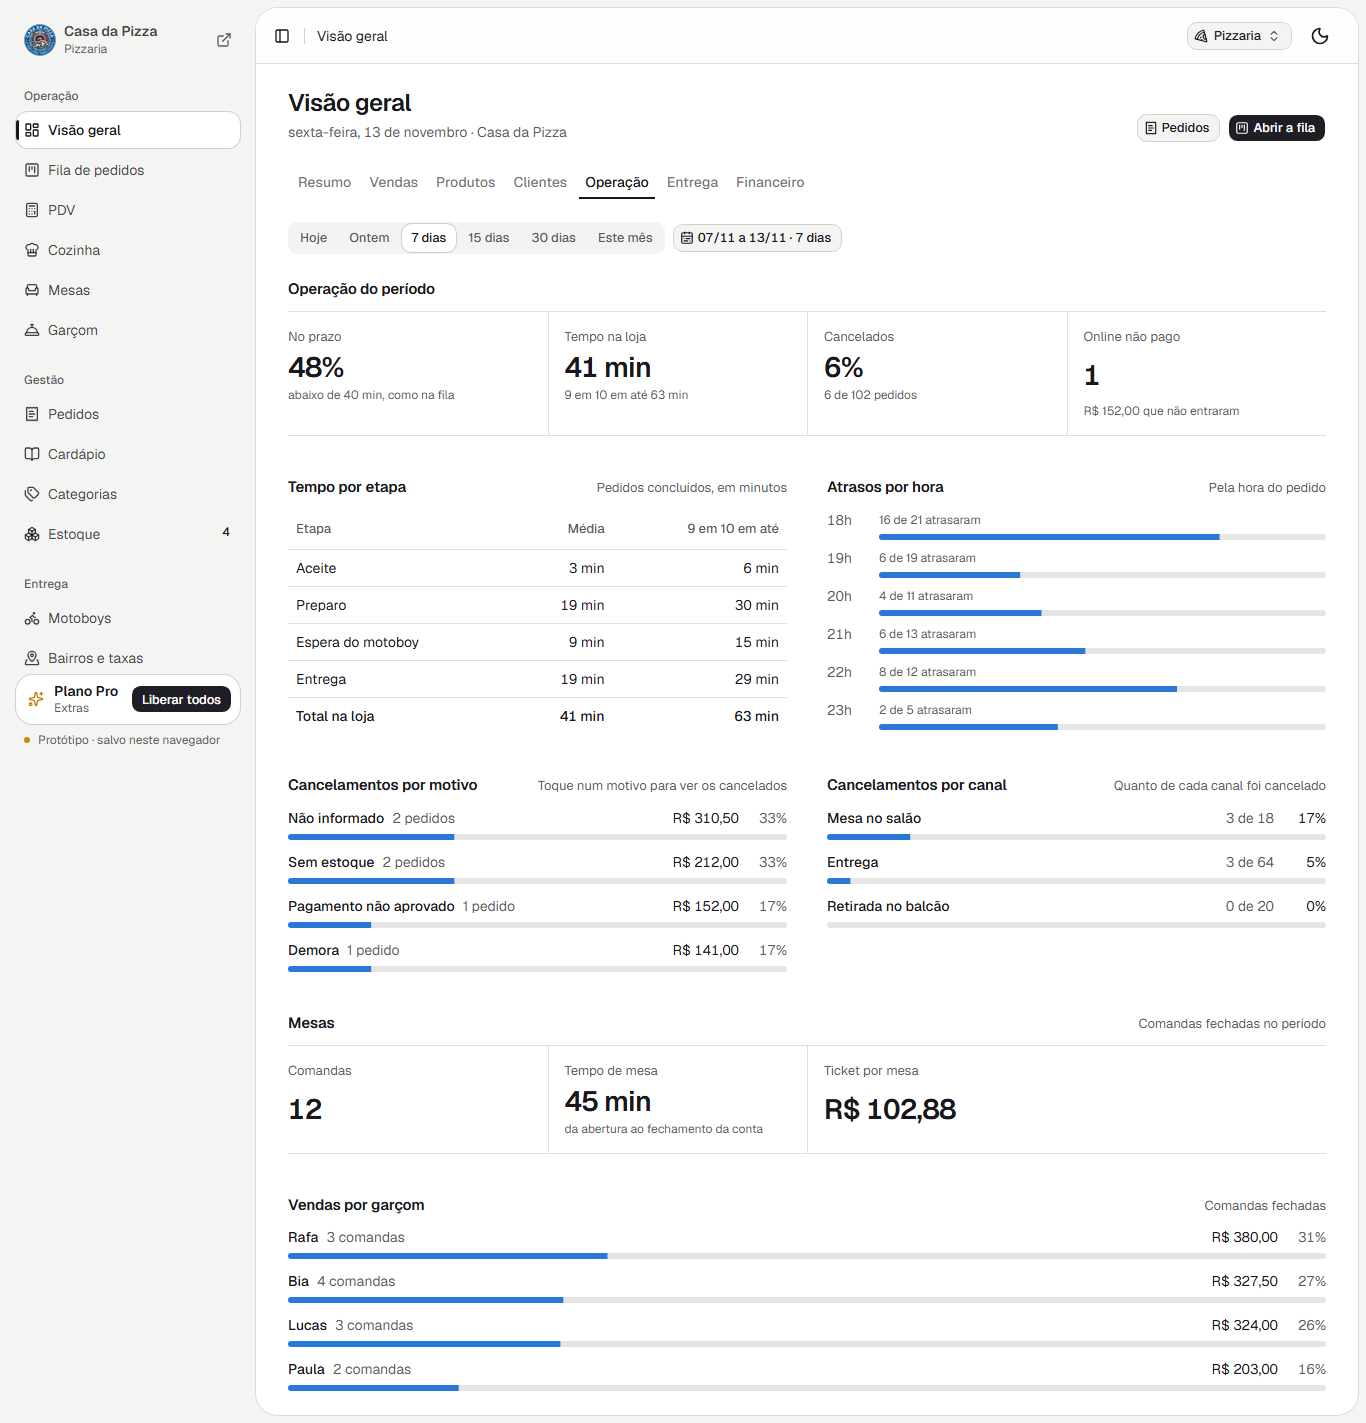 Casa da Pizza
Pizzaria
Operação
Visão geral
Fila de pedidos
PDV
Cozinha
Mesas
Garçom
Gestão
Pedidos
Cardápio
Categorias
Estoque 4
Entrega
Motoboys
Bairros e taxas
Plano Pro
Extras
Liberar todos
Protótipo · salvo neste navegador
Visão geral
Pizzaria
Visão geral
sexta-feira, 13 de novembro · Casa da Pizza
Pedidos
Abrir a fila
Resumo Vendas Produtos Clientes Operação Entrega Financeiro
Hoje Ontem 7 dias 15 dias 30 dias Este mês 07/11 a 13/11 · 7 dias
Operação do período
No prazo
48%
abaixo de 40 min, como na fila
Tempo na loja
41 min
9 em 10 em até 63 min
Cancelados
6%
6 de 102 pedidos
Online não pago
1
R$ 152,00 que não entraram
Tempo por etapa Pedidos concluídos, em minutos
Etapa Média 9 em 10 em até
Aceite 3 min 6 min
Preparo 19 min 30 min
Espera do motoboy 9 min 15 min
Entrega 19 min 29 min
Total na loja 41 min 63 min
Atrasos por hora Pela hora do pedido
18h 16 de 21 atrasaram
19h 6 de 19 atrasaram
20h 4 de 11 atrasaram
21h 6 de 13 atrasaram
22h 8 de 12 atrasaram
23h 2 de 5 atrasaram
Cancelamentos por motivo Toque num motivo para ver os cancelados
Não informado 2 pedidos R$ 310,50 33%
Sem estoque 2 pedidos R$ 212,00 33%
Pagamento não aprovado 1 pedido R$ 152,00 17%
Demora 1 pedido R$ 141,00 17%
Cancelamentos por canal Quanto de cada canal foi cancelado
Mesa no salão 3 de 18 17%
Entrega 3 de 64 5%
Retirada no balcão 0 de 20 0%
Mesas Comandas fechadas no período
Comandas
12
Tempo de mesa
45 min
da abertura ao fechamento da conta
Ticket por mesa
R$ 102,88
Vendas por garçom Comandas fechadas
Rafa 3 comandas R$ 380,00 31%
Bia 4 comandas R$ 327,50 27%
Lucas 3 comandas R$ 324,00 26%
Paula 2 comandas R$ 203,00 16%